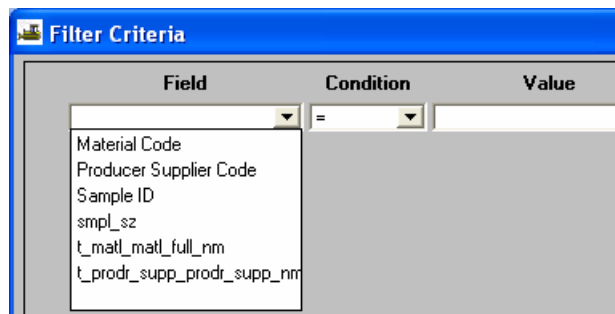 Filter Criteria
Field Condition Value
=
Material Code
Producer Supplier Code
Sample ID
smpl_sz
t_matl_matl_full_nm
t_prodr_supp_prodr_supp_nm